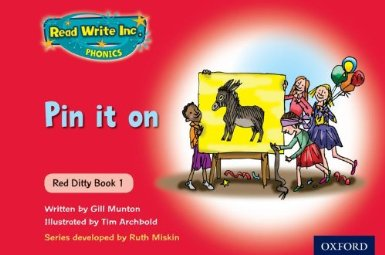 Read Write Inc.
PHONICS
Pin it on
Red Ditty Book 1
Written by Gill Munton
Illustrated by Tim Archbold
Series developed by Ruth Miskin
OXFORD